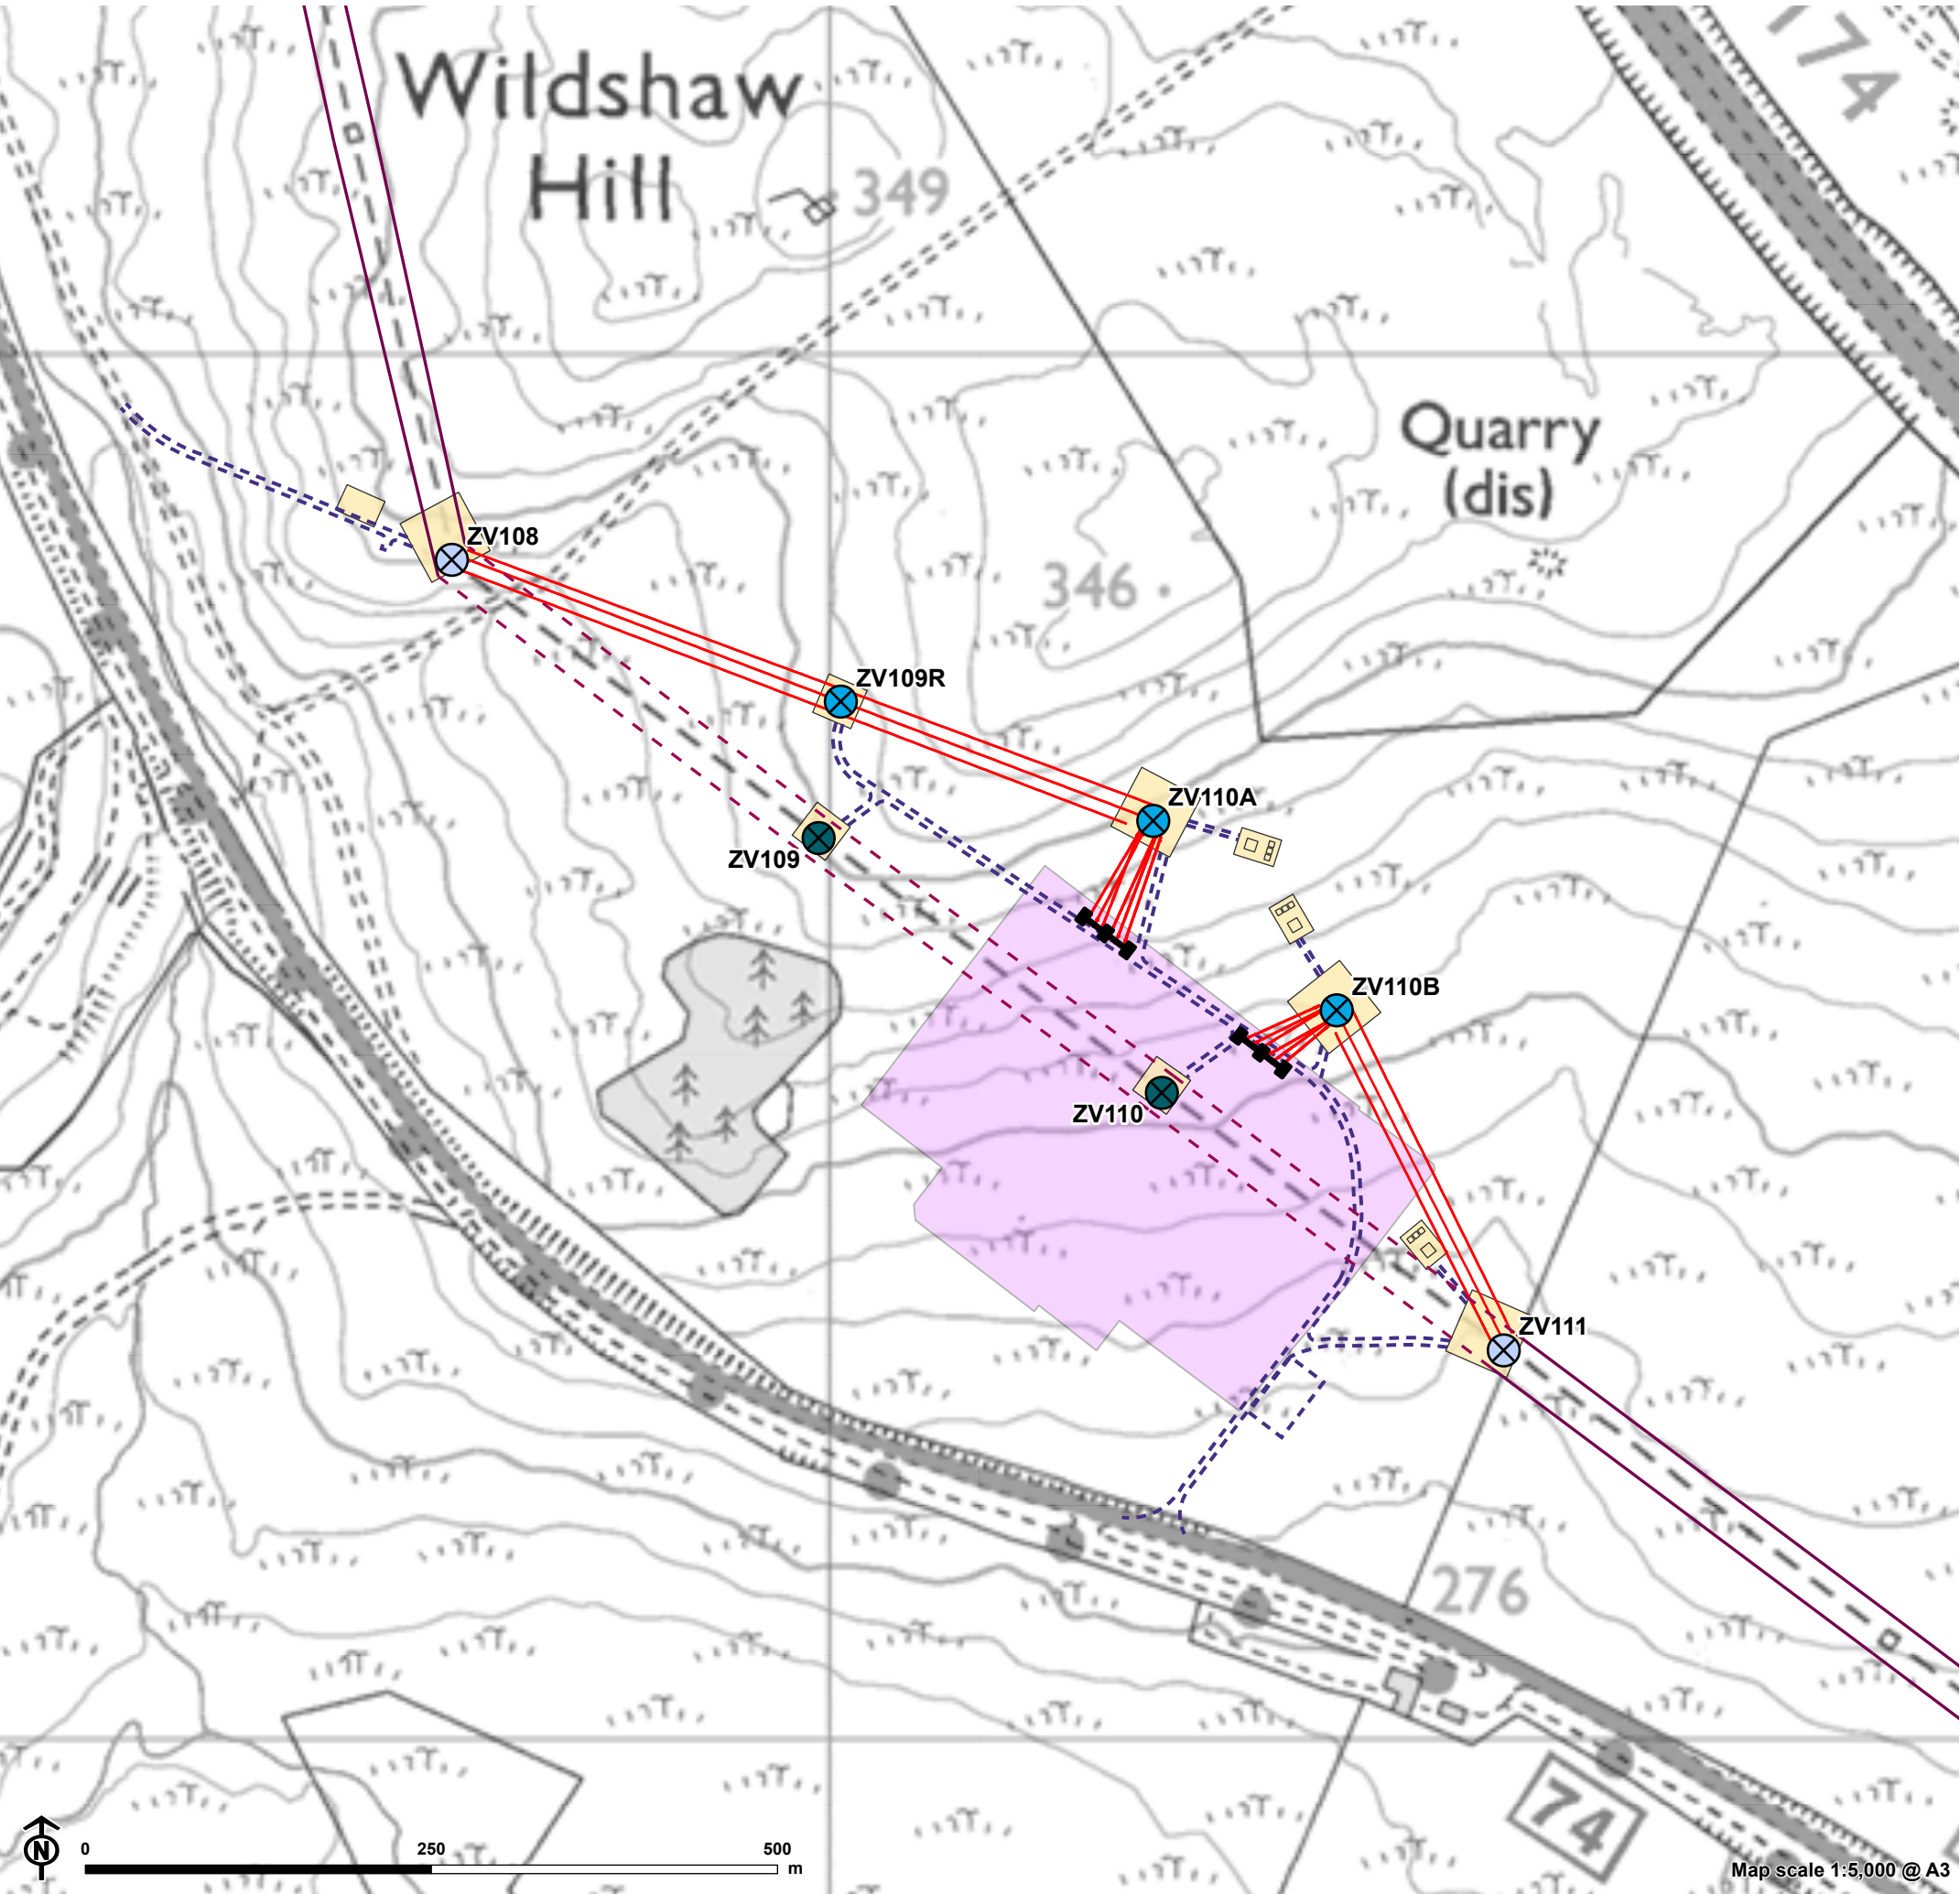 174
Wildshaw
Hill
349
Quarry
(dis)
ZV108
346
ZV109R
ZV110A
ZV109
ZV110B
ZV110
ZV111
276
74
N
0 250 500
m
Map scale 1:5,000 @ A3